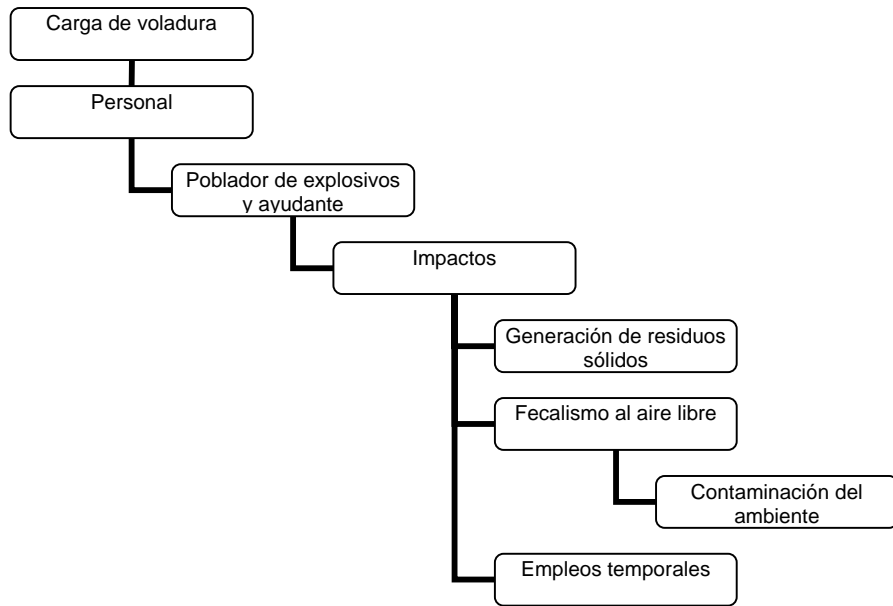 Carga de voladura
Personal
Poblador de explosivos
y ayudante
Impactos
Generación de residuos
sólidos
Fecalismo al aire libre
Contaminación del
ambiente
Empleos temporales